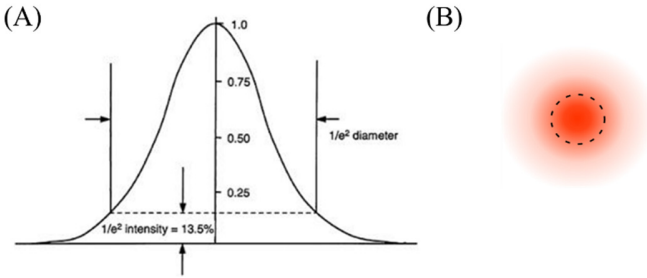 (A)
(B)
1.0
0.75
0.50
1/e² diameter
0.25
1/e² intensity = 13.5%